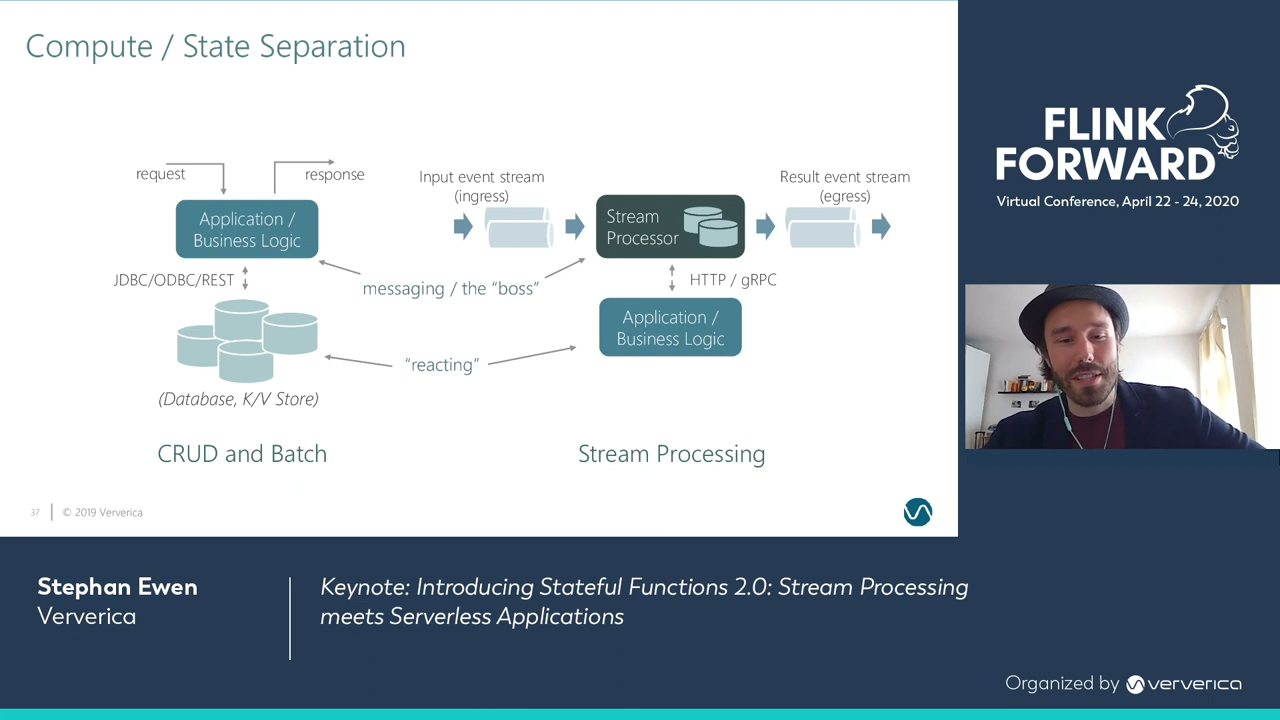 Compute / State Separation
request
response
Application /
Business Logic
JDBC/ODBC/REST
(Database, K/V Store)
CRUD and Batch
messaging / the “boss”
“reacting”
Input event stream
(ingress)
Stream
Processor
Result event stream
(egress)
HTTP / gRPC
Application /
Business Logic
Stream Processing
37
© 2019 Ververica
FLINK
FORWARD
Virtual Conference, April 22 - 24, 2020
Stephan Ewen
Ververica
Keynote: Introducing Stateful Functions 2.0: Stream Processing
meets Serverless Applications
Organized by ververica